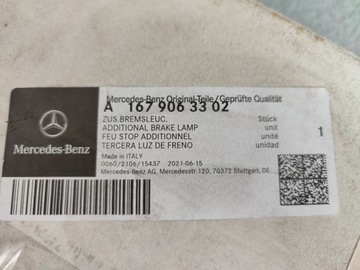 Mercedes-Benz Original-Teile/Geprüfte Qualität
A 167 906 33 02
ZUS.BREMSLEUC. Stück
ADDITIONAL BRAKE LAMP unit
FEU STOP ADDITIONNEL unité 1
TERCERA LUZ DE FRENO unidad
Mercedes-Benz
Made in ITALY
0060/2106/15437 2021-06-15
Mercedes-Benz AG, Mercedesstr.120, 70372 Stuttgart, DE